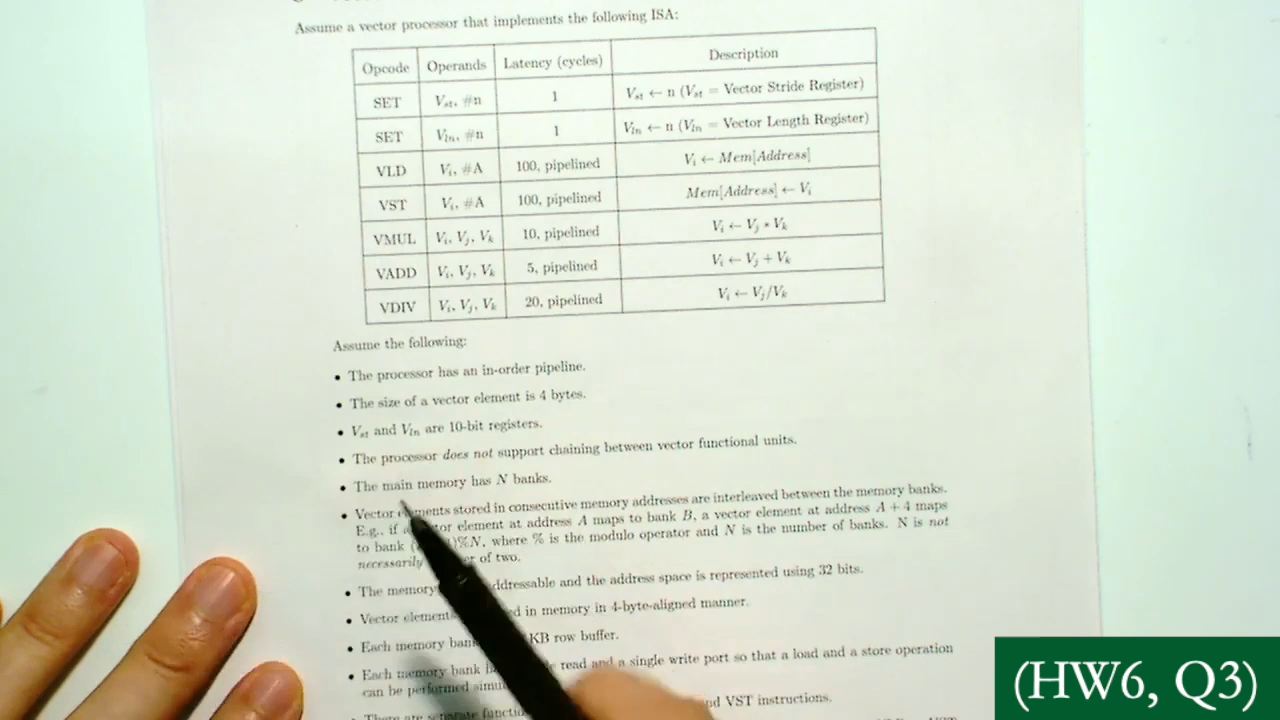 Assume a vector processor that implements the following ISA:
Opcode Operands Latency (cycles) Description
SET Vst, #n 1 Vst ← n (Vst = Vector Stride Register)
SET Vln, #n 1 Vln ← n (Vln = Vector Length Register)
VLD Vi, #A 100, pipelined Vi ← Mem[Address]
VST Vi, #A 100, pipelined Mem[Address] ← Vi
VMUL Vi, Vj, Vk 10, pipelined Vi ← Vj * Vk
VADD Vi, Vj, Vk 5, pipelined Vi ← Vj + Vk
VDIV Vi, Vj, Vk 20, pipelined Vi ← Vj/Vk
Assume the following:
• The processor has an in-order pipeline.
• The size of a vector element is 4 bytes.
• Vst and Vln are 10-bit registers.
• The processor does not support chaining between vector functional units.
• The main memory has N banks.
• Vector elements stored in consecutive memory addresses are interleaved between the memory banks.
E.g., if a element at address A maps to bank B, a vector element at address A + 4 maps
to bank %N, where % is the modulo operator and N is the number of banks. N is not
necessarily of two.
• The memory and the address space is represented using 32 bits.
• Vector in memory in 4-byte-aligned manner.
• Each memory KB row buffer.
• Each memory bank read and a single write port so that a load and a store operation
can be performed
• There are separate and VST instructions.
(HW6, Q3)